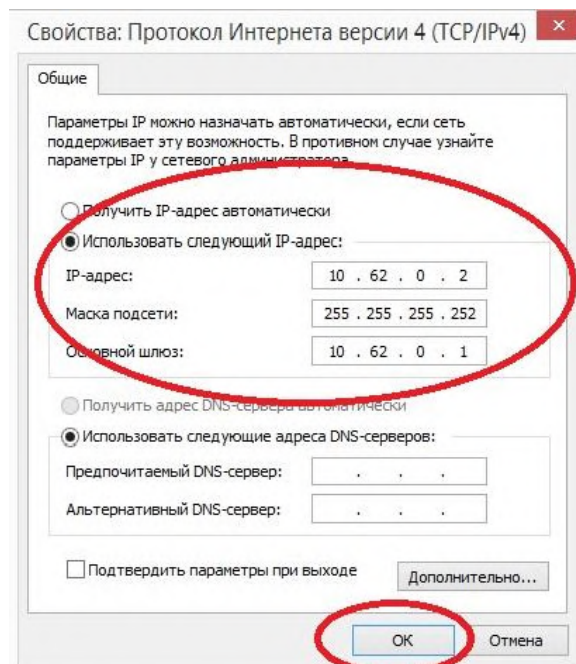 Свойства: Протокол Интернета версии 4 (TCP/IPv4)
Общие
Параметры IP можно назначать автоматически, если сеть
поддерживает эту возможность. В противном случае узнайте
параметры IP у сетевого администратора.
Получить IP-адрес автоматически
Использовать следующий IP-адрес:
IP-адрес: 10 . 62 . 0 . 2
Маска подсети: 255 . 255 . 255 . 252
Основной шлюз: 10 . 62 . 0 . 1
Получить адрес DNS-сервера автоматически
Использовать следующие адреса DNS-серверов:
Предпочитаемый DNS-сервер: . . .
Альтернативный DNS-сервер: . . .
Подтвердить параметры при выходе
Дополнительно...
ОК Отмена